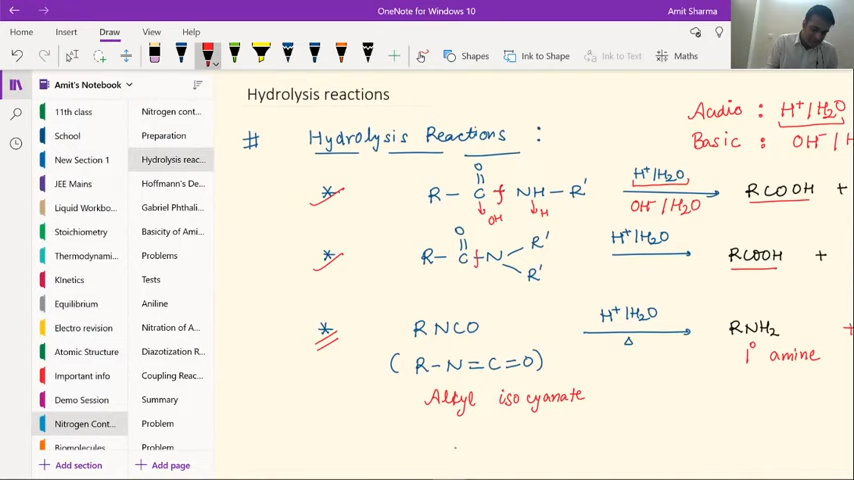 OneNote for Windows 10
Amit Sharma
Home Insert Draw View Help
Shapes Ink to Shape Ink to Text Maths
Amit's Notebook
11th class
School
New Section 1
JEE Mains
Liquid Workbo...
Stoichiometry
Thermodynami...
KInetics
Equilibrium
Electro revision
Atomic Structure
Important info
Demo Session
Nitrogen Cont...
Biomolecules
Add section
Nitrogen cont...
Preparation
Hydrolysis reac...
Hoffmann's De...
Gabriel Phthali...
Basicity of Ami...
Problems
Tests
Aniline
Nitration of A...
Diazotization R...
Coupling Reac...
Summary
Problem
Problem
Add page
Hydrolysis reactions
# Hydrolysis Reactions :
Acidic : H+/H2O
Basic : OH-/H
* R - C - NH - R' H+/H2O RCOOH +
O
OH H OH-/H2O
* R - C - N R' H+/H2O RCOOH +
O
R'
* RNCO H+/H2O RNH2 +
Δ
(R-N=C=O) 1° amine
Alkyl isocyanate